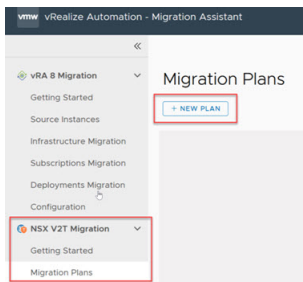 vmw vRealize Automation - Migration Assistant
«
vRA 8 Migration
Getting Started
Source Instances
Infrastructure Migration
Subscriptions Migration
Deployments Migration
Configuration
NSX V2T Migration
Getting Started
Migration Plans
Migration Plans
+ NEW PLAN